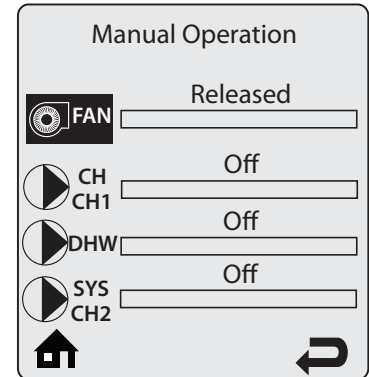 Manual Operation
Released
FAN
Off
CH
CH1
Off
DHW
Off
SYS
CH2